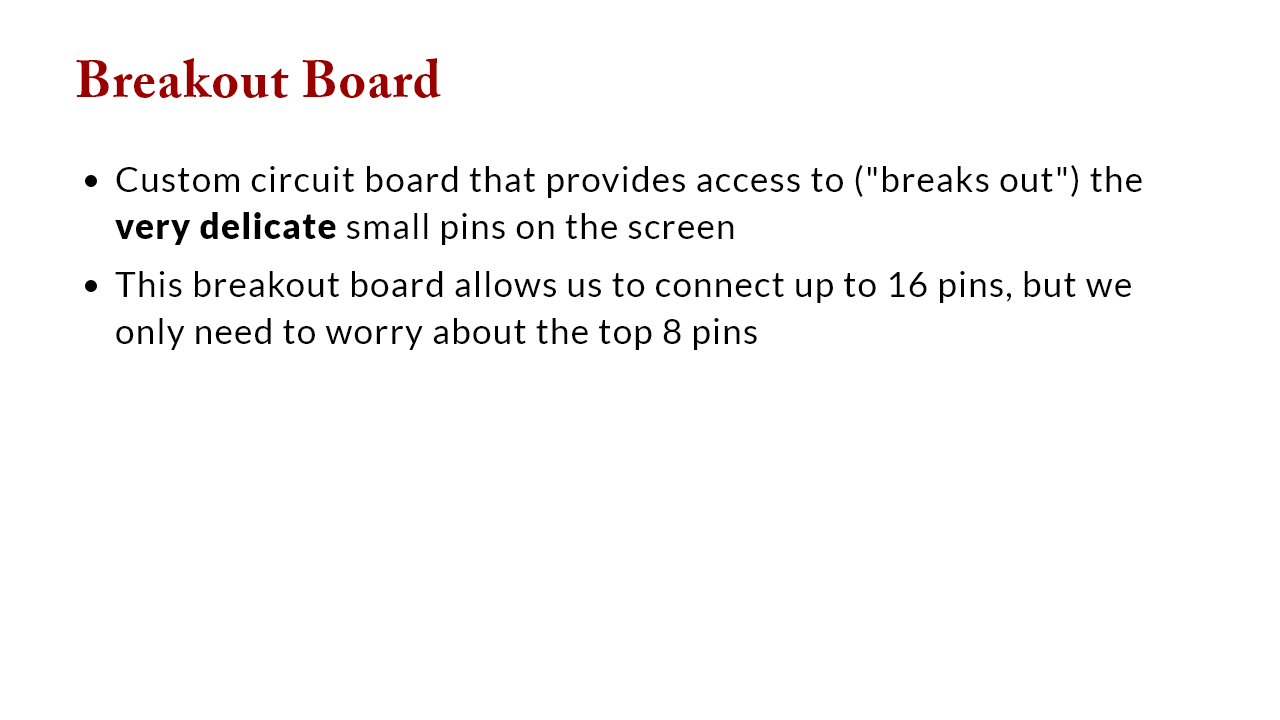 Breakout Board
• Custom circuit board that provides access to ("breaks out") the
very delicate small pins on the screen
• This breakout board allows us to connect up to 16 pins, but we
only need to worry about the top 8 pins